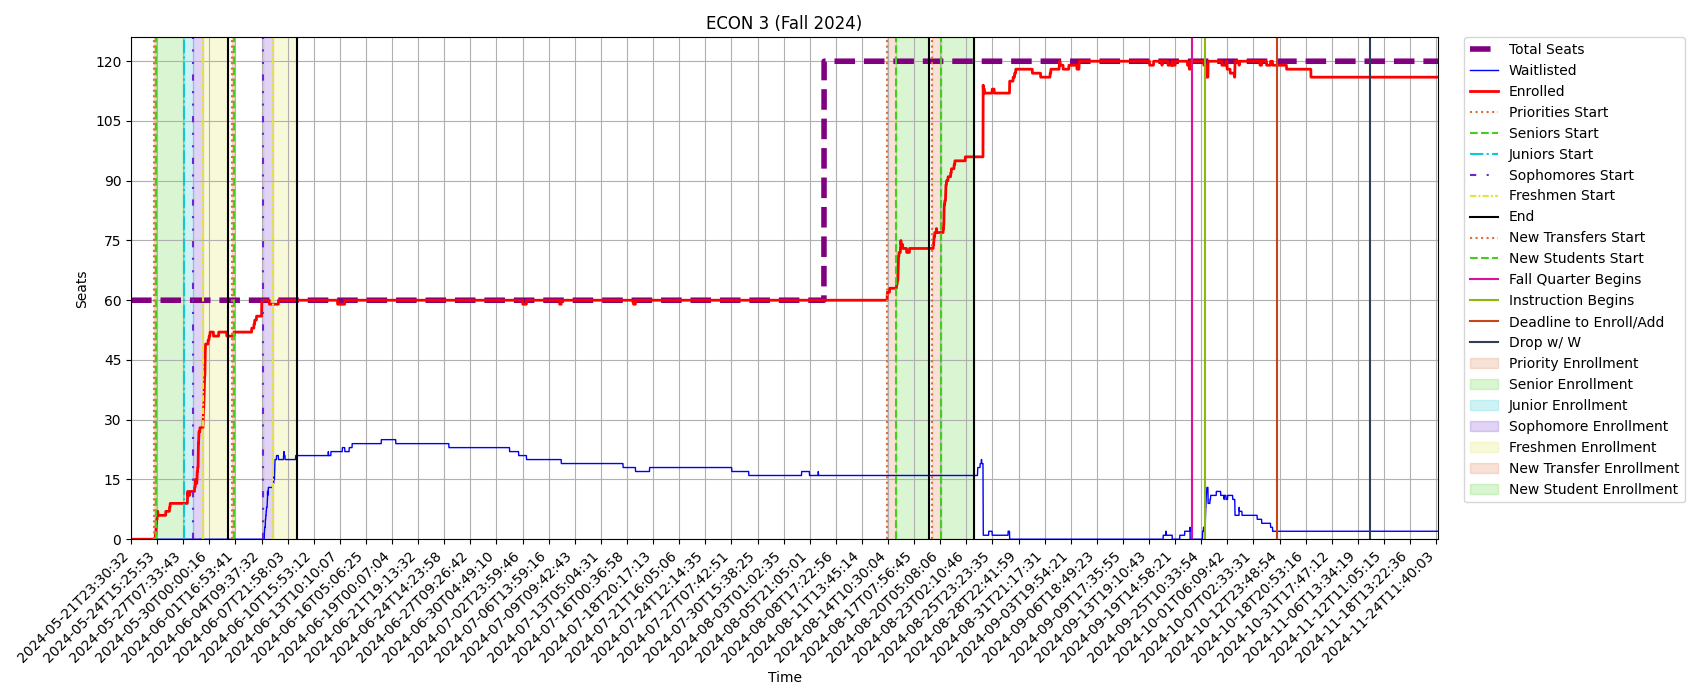 ECON 3 (Fall 2024)
Seats
120
105
90
75
60
45
30
15
0
2024-05-21T23:30:32
2024-05-24T15:25:53
2024-05-27T07:33:43
2024-05-30T00:00:16
2024-06-01T16:53:47
2024-06-04T09:37:32
2024-06-07T21:58:03
2024-06-10T15:53:12
2024-06-13T10:10:07
2024-06-16T05:06:25
2024-06-19T00:07:04
2024-06-21T19:13:32
2024-06-24T14:23:58
2024-06-27T09:26:42
2024-06-30T04:49:10
2024-07-02T23:59:46
2024-07-06T13:59:16
2024-07-09T09:42:43
2024-07-13T05:04:31
2024-07-16T00:36:58
2024-07-18T20:17:13
2024-07-21T16:05:06
2024-07-24T12:14:35
2024-07-27T07:42:51
2024-07-30T15:38:25
2024-08-03T01:02:35
2024-08-05T21:05:01
2024-08-08T17:22:56
2024-08-11T13:45:14
2024-08-14T10:30:04
2024-08-17T07:56:45
2024-08-20T05:08:06
2024-08-23T02:10:46
2024-08-25T23:23:35
2024-08-28T22:41:59
2024-08-31T21:17:31
2024-09-03T19:54:21
2024-09-06T18:49:23
2024-09-09T17:35:55
2024-09-13T19:10:43
2024-09-19T14:58:21
2024-09-25T10:33:54
2024-10-01T06:09:42
2024-10-07T02:33:31
2024-10-12T23:48:54
2024-10-18T20:53:16
2024-10-31T17:47:12
2024-11-06T13:34:19
2024-11-12T11:05:15
2024-11-18T13:22:36
2024-11-24T11:40:03
Time
Total Seats
Waitlisted
Enrolled
Priorities Start
Seniors Start
Juniors Start
Sophomores Start
Freshmen Start
End
New Transfers Start
New Students Start
Fall Quarter Begins
Instruction Begins
Deadline to Enroll/Add
Drop w/ W
Priority Enrollment
Senior Enrollment
Junior Enrollment
Sophomore Enrollment
Freshmen Enrollment
New Transfer Enrollment
New Student Enrollment